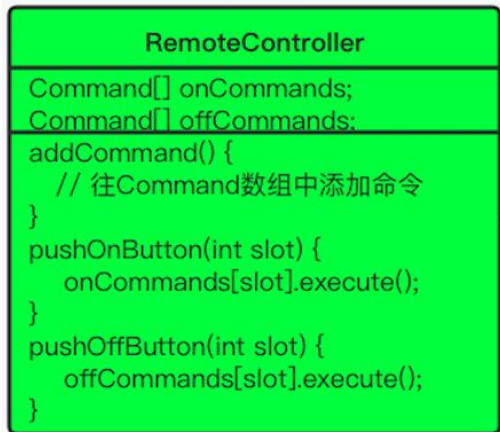 RemoteController
Command[] onCommands;
Command[] offCommands;
addCommand() {
// 往Command数组中添加命令
}
pushOnButton(int slot) {
onCommands[slot].execute();
}
pushOffButton(int slot) {
offCommands[slot].execute();
}